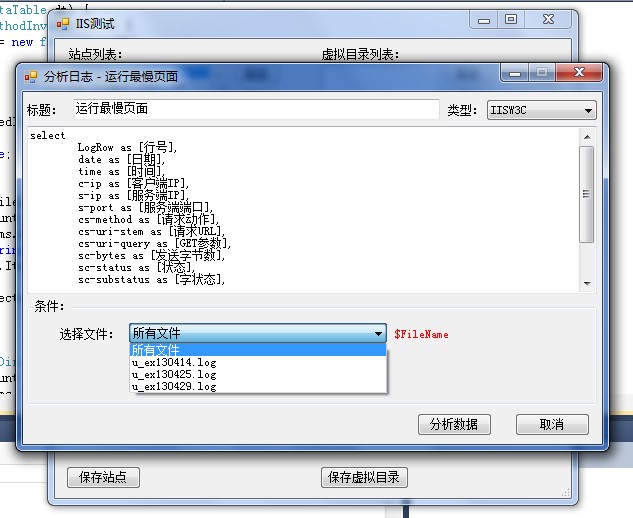 taTable dt) {
IIS测试
thodInv
= new f
站点列表:
虚拟目录列表:
分析日志 - 运行最慢页面
标题:
运行最慢页面
类型:
IISW3C
select
LogRow as [行号],
date as [日期],
time as [时间],
c-ip as [客户端IP],
s-ip as [服务端IP],
s-port as [服务端端口],
cs-method as [请求动作],
cs-uri-stem as [请求URL],
cs-uri-query as [GET参数],
sc-bytes as [发送字节数],
sc-status as [状态],
sc-substatus as [字状态],
条件:
选择文件:
所有文件
$FileName
所有文件
u_ex130414.log
u_ex130425.log
u_ex130429.log
分析数据
取消
保存站点
保存虚拟目录